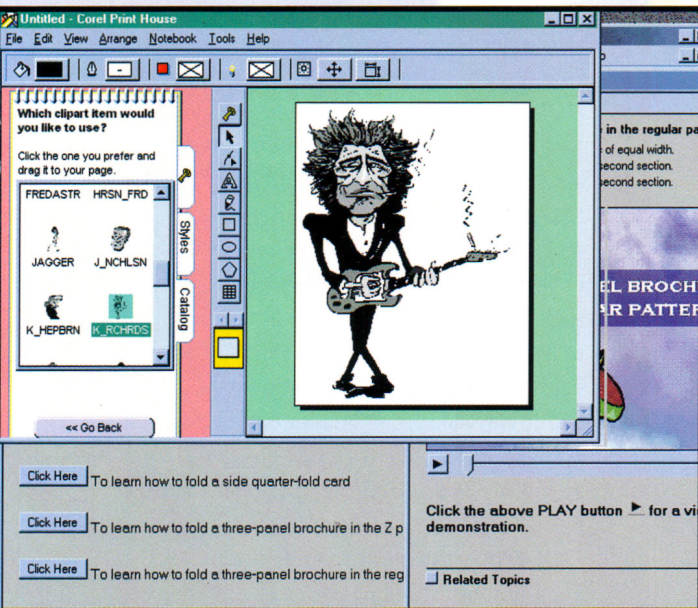 Untitled - Corel Print House
File Edit View Arrange Notebook Tools Help
Which clipart item would
you like to use?
Click the one you prefer and
drag it to your page.
FREDASTR HRSN_FRD
JAGGER J_NCHLSN
K_HEPBRN K_RCHRDS
<< Go Back
Styles
Catalog
in the regular pa
of equal width.
second section.
second section.
EL BROCH
AR PATTER
Click Here To learn how to fold a side quarter-fold card
Click Here To learn how to fold a three-panel brochure in the Z p
Click Here To learn how to fold a three-panel brochure in the reg
Click the above PLAY button for a vi
demonstration.
Related Topics